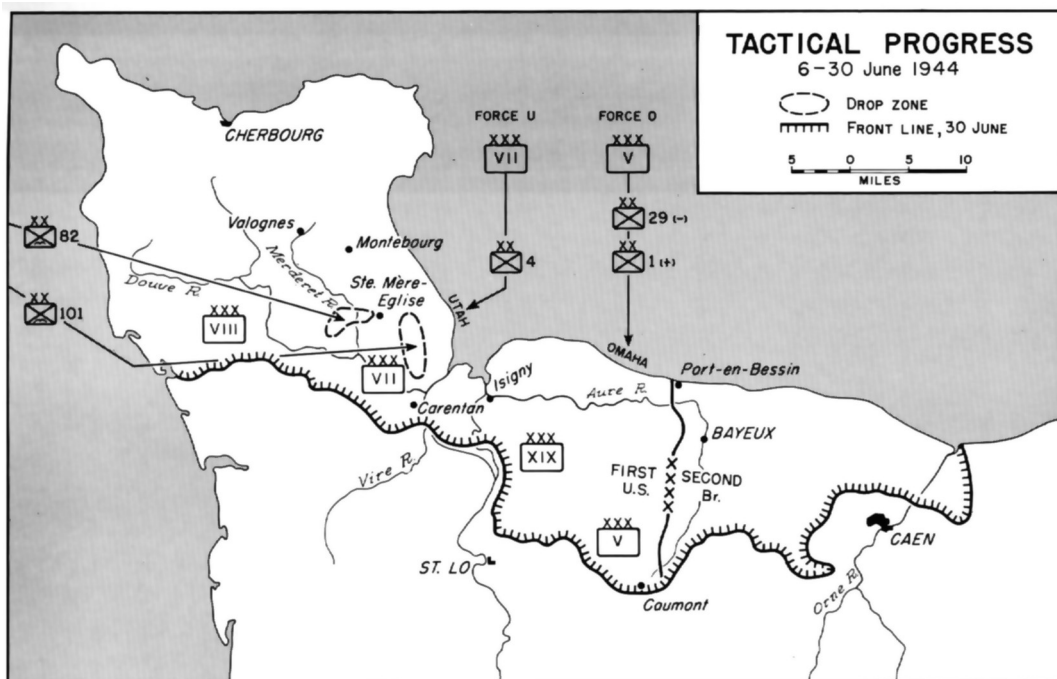 TACTICAL PROGRESS
6–30 June 1944
DROP ZONE
FRONT LINE, 30 JUNE
5 0 5 10
MILES
FORCE U
XXX
VII
XX
4
FORCE O
XXX
V
XX
29 (-)
XX
1 (+)
CHERBOURG
Valognes
Montebourg
XX
82
Merderet R.
Douve R.
Ste. Mère-
Eglise
UTAH
XX
101
XXX
VIII
XXX
VII
OMAHA
Port-en-Bessin
Isigny
Aure R.
Carentan
BAYEUX
XXX
XIX
Vire R.
FIRST
U.S.
XXXX
SECOND
Br.
XXX
V
CAEN
ST. LO
Caumont
Orne R.